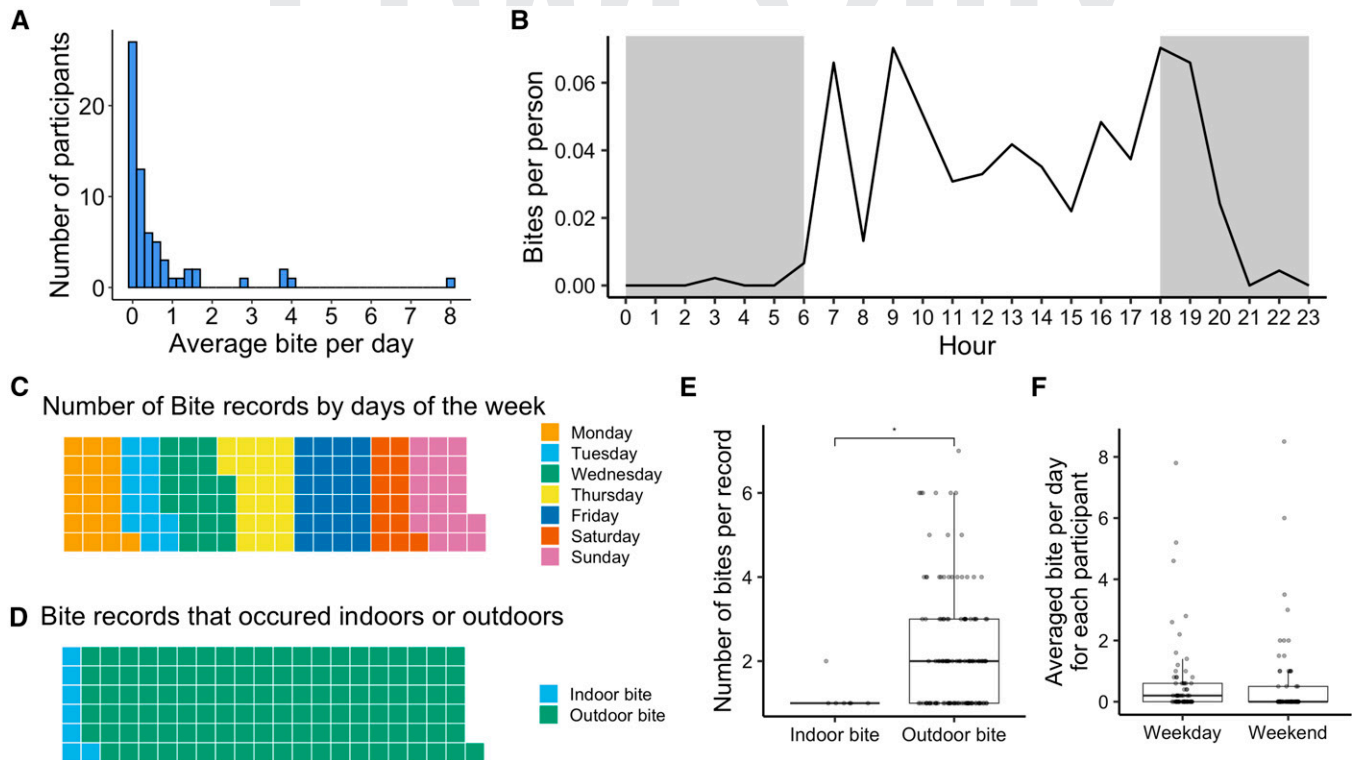 A
Number of participants
20
10
0
0 1 2 3 4 5 6 7 8
Average bite per day
B
Bites per person
0.06
0.04
0.02
0.00
0 1 2 3 4 5 6 7 8 9 10 11 12 13 14 15 16 17 18 19 20 21 22 23
Hour
C
Number of Bite records by days of the week
Monday
Tuesday
Wednesday
Thursday
Friday
Saturday
Sunday
D
Bite records that occured indoors or outdoors
Indoor bite
Outdoor bite
E
Number of bites per record
6
4
2
*
Indoor bite Outdoor bite
F
Averaged bite per day
for each participant
8
6
4
2
0
Weekday Weekend